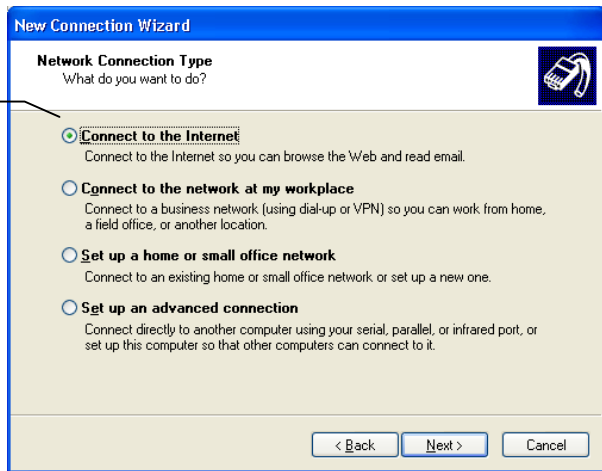 New Connection Wizard
Network Connection Type
What do you want to do?
Connect to the Internet
Connect to the Internet so you can browse the Web and read email.
Connect to the network at my workplace
Connect to a business network (using dial-up or VPN) so you can work from home,
a field office, or another location.
Set up a home or small office network
Connect to an existing home or small office network or set up a new one.
Set up an advanced connection
Connect directly to another computer using your serial, parallel, or infrared port, or
set up this computer so that other computers can connect to it.
< Back Next > Cancel